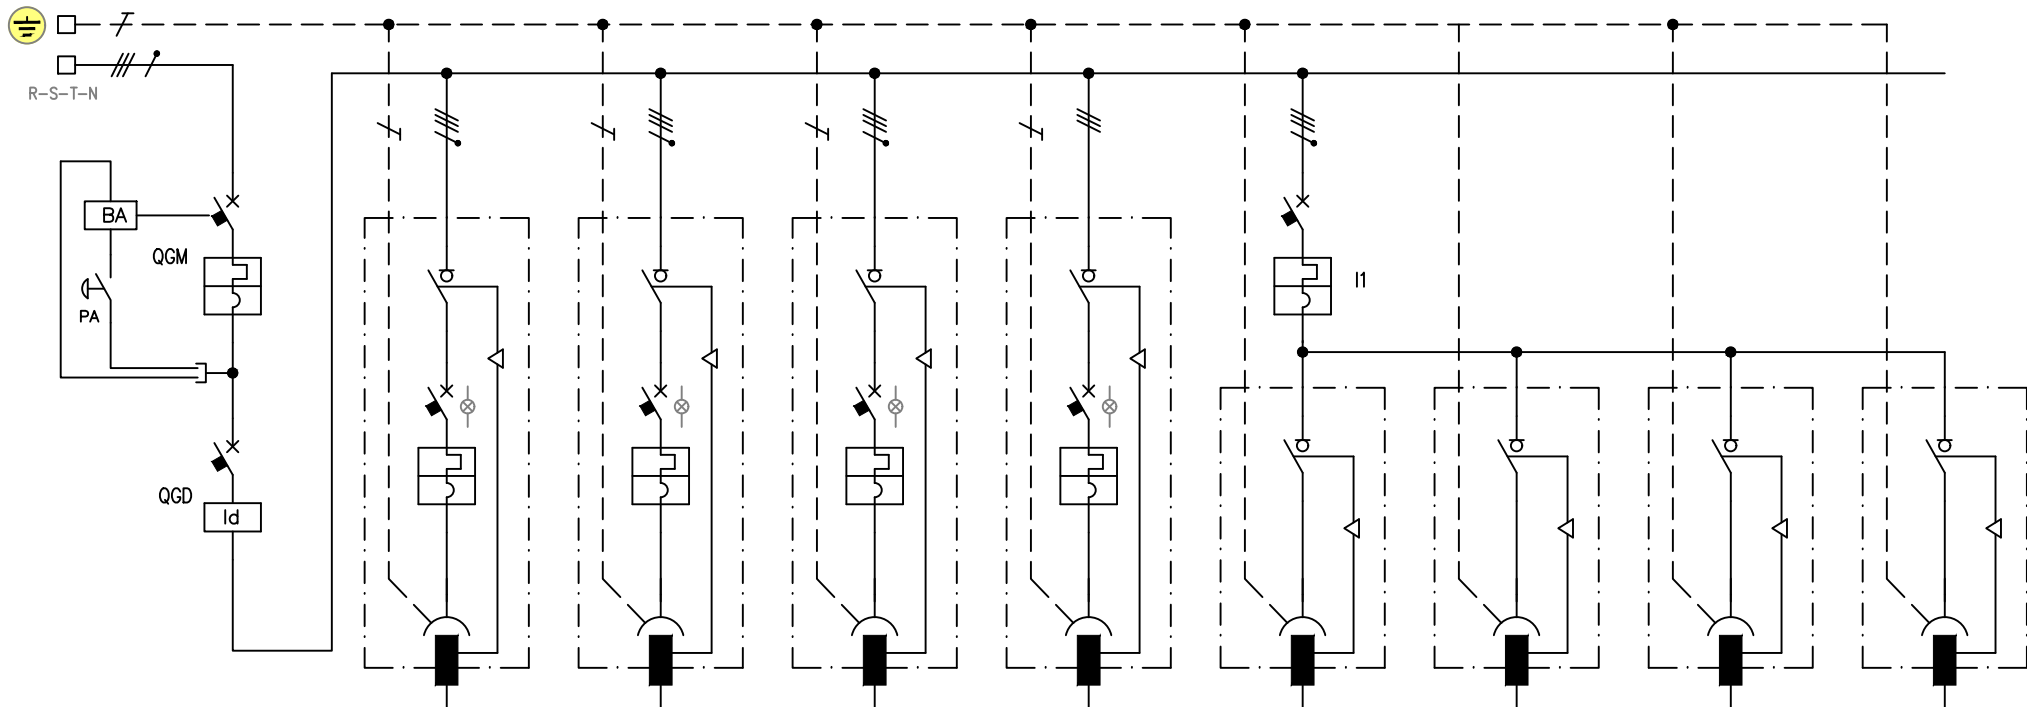 R-S-T-N
BA
QGM
I1
PA
QGD
Id